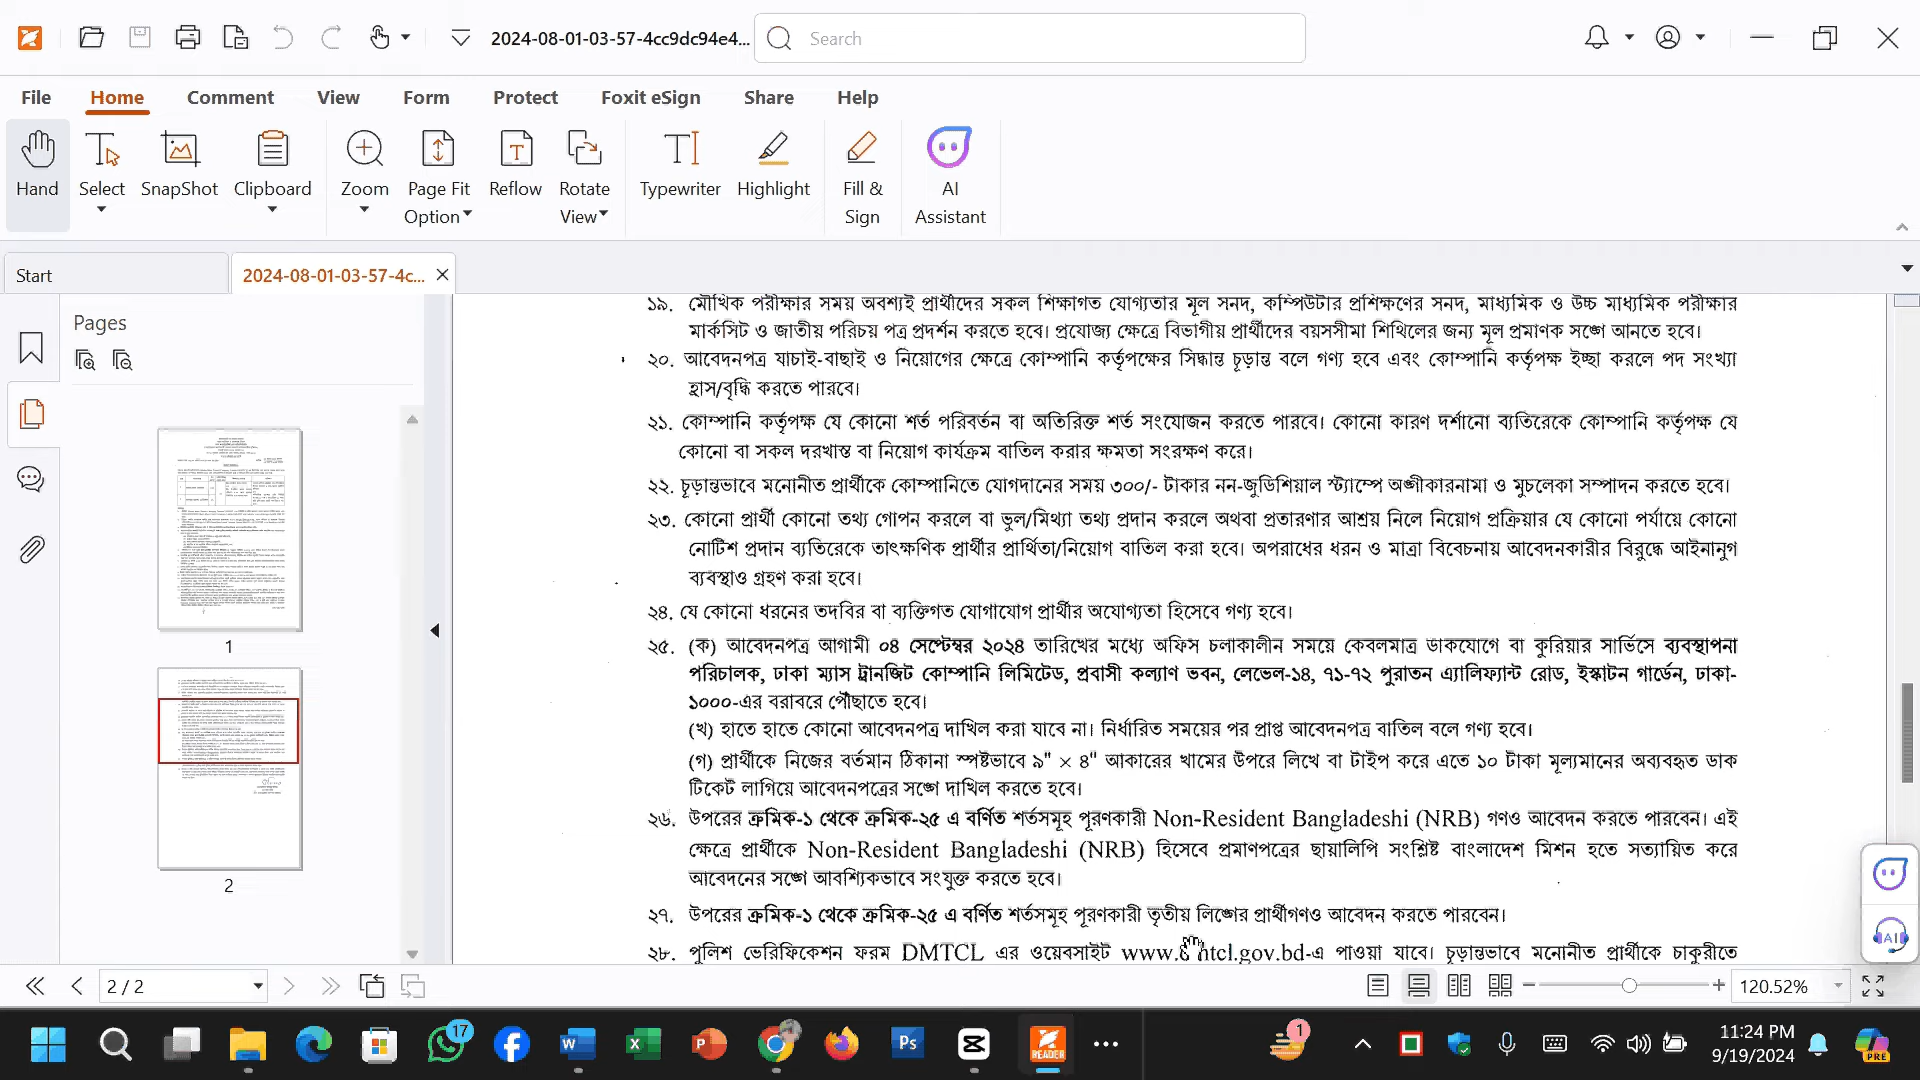 2024-08-01-03-57-4cc9dc94e4...
Search
File Home Comment View Form Protect Foxit eSign Share Help
Hand
Select
SnapShot
Clipboard
Zoom
Page Fit
Option
Reflow
Rotate
View
Typewriter
Highlight
Fill &
Sign
AI
Assistant
Start
2024-08-01-03-57-4c...
Pages
1
2
১৯. মৌখিক পরীক্ষার সময় অবশ্যই প্রার্থীদের সকল শিক্ষাগত যোগ্যতার মূল সনদ, কম্পিউটার প্রশিক্ষণের সনদ, মাধ্যমিক ও উচ্চ মাধ্যমিক পরীক্ষার
মার্কসিট ও জাতীয় পরিচয় পত্র প্রদর্শন করতে হবে। প্রযোজ্য ক্ষেত্রে বিভাগীয় প্রার্থীদের বয়সসীমা শিথিলের জন্য মূল প্রমাণক সঙ্গে আনতে হবে।
২০. আবেদনপত্র যাচাই-বাছাই ও নিয়োগের ক্ষেত্রে কোম্পানি কর্তৃপক্ষের সিদ্ধান্ত চূড়ান্ত বলে গণ্য হবে এবং কোম্পানি কর্তৃপক্ষ ইচ্ছা করলে পদ সংখ্যা
হ্রাস/বৃদ্ধি করতে পারবে।
২১. কোম্পানি কর্তৃপক্ষ যে কোনো শর্ত পরিবর্তন বা অতিরিক্ত শর্ত সংযোজন করতে পারবে। কোনো কারণ দর্শানো ব্যতিরেকে কোম্পানি কর্তৃপক্ষ যে
কোনো বা সকল দরখাস্ত বা নিয়োগ কার্যক্রম বাতিল করার ক্ষমতা সংরক্ষণ করে।
২২. চূড়ান্তভাবে মনোনীত প্রার্থীকে কোম্পানিতে যোগদানের সময় ৩০০/- টাকার নন-জুডিশিয়াল স্ট্যাম্পে অঙ্গীকারনামা ও মুচলেকা সম্পাদন করতে হবে।
২৩. কোনো প্রার্থী কোনো তথ্য গোপন করলে বা ভুল/মিথ্যা তথ্য প্রদান করলে অথবা প্রতারণার আশ্রয় নিলে নিয়োগ প্রক্রিয়ার যে কোনো পর্যায়ে কোনো
নোটিশ প্রদান ব্যতিরেকে তাৎক্ষণিক প্রার্থীর প্রার্থিতা/নিয়োগ বাতিল করা হবে। অপরাধের ধরন ও মাত্রা বিবেচনায় আবেদনকারীর বিরুদ্ধে আইনানুগ
ব্যবস্থাও গ্রহণ করা হবে।
২৪. যে কোনো ধরনের তদবির বা ব্যক্তিগত যোগাযোগ প্রার্থীর অযোগ্যতা হিসেবে গণ্য হবে।
২৫. (ক) আবেদনপত্র আগামী ০৪ সেপ্টেম্বর ২০২৪ তারিখের মধ্যে অফিস চলাকালীন সময়ে কেবলমাত্র ডাকযোগে বা কুরিয়ার সার্ভিসে ব্যবস্থাপনা
পরিচালক, ঢাকা ম্যাস ট্রানজিট কোম্পানি লিমিটেড, প্রবাসী কল্যাণ ভবন, লেভেল-১৪, ৭১-৭২ পুরাতন এ্যালিফ্যান্ট রোড, ইস্কাটন গার্ডেন, ঢাকা-
১০০০-এর বরাবরে পৌঁছাতে হবে।
(খ) হাতে হাতে কোনো আবেদনপত্র দাখিল করা যাবে না। নির্ধারিত সময়ের পর প্রাপ্ত আবেদনপত্র বাতিল বলে গণ্য হবে।
(গ) প্রার্থীকে নিজের বর্তমান ঠিকানা স্পষ্টভাবে ৯" × ৪" আকারের খামের উপরে লিখে বা টাইপ করে এতে ১০ টাকা মূল্যমানের অব্যবহৃত ডাক
টিকেট লাগিয়ে আবেদনপত্রের সঙ্গে দাখিল করতে হবে।
২৬. উপরের ক্রমিক-১ থেকে ক্রমিক-২৫ এ বর্ণিত শর্তসমূহ পূরণকারী Non-Resident Bangladeshi (NRB) গণও আবেদন করতে পারবেন। এই
ক্ষেত্রে প্রার্থীকে Non-Resident Bangladeshi (NRB) হিসেবে প্রমাণপত্রের ছায়ালিপি সংশ্লিষ্ট বাংলাদেশ মিশন হতে সত্যায়িত করে
আবেদনের সঙ্গে আবশ্যিকভাবে সংযুক্ত করতে হবে।
২৭. উপরের ক্রমিক-১ থেকে ক্রমিক-২৫ এ বর্ণিত শর্তসমূহ পূরণকারী তৃতীয় লিঙ্গের প্রার্থীগণও আবেদন করতে পারবেন।
২৮. পুলিশ ভেরিফিকেশন ফরম DMTCL এর ওয়েবসাইট www.dmtcl.gov.bd-এ পাওয়া যাবে। চূড়ান্তভাবে মনোনীত প্রার্থীকে চাকুরীতে
2 / 2
120.52%
17
1
READER
11:24 PM
9/19/2024